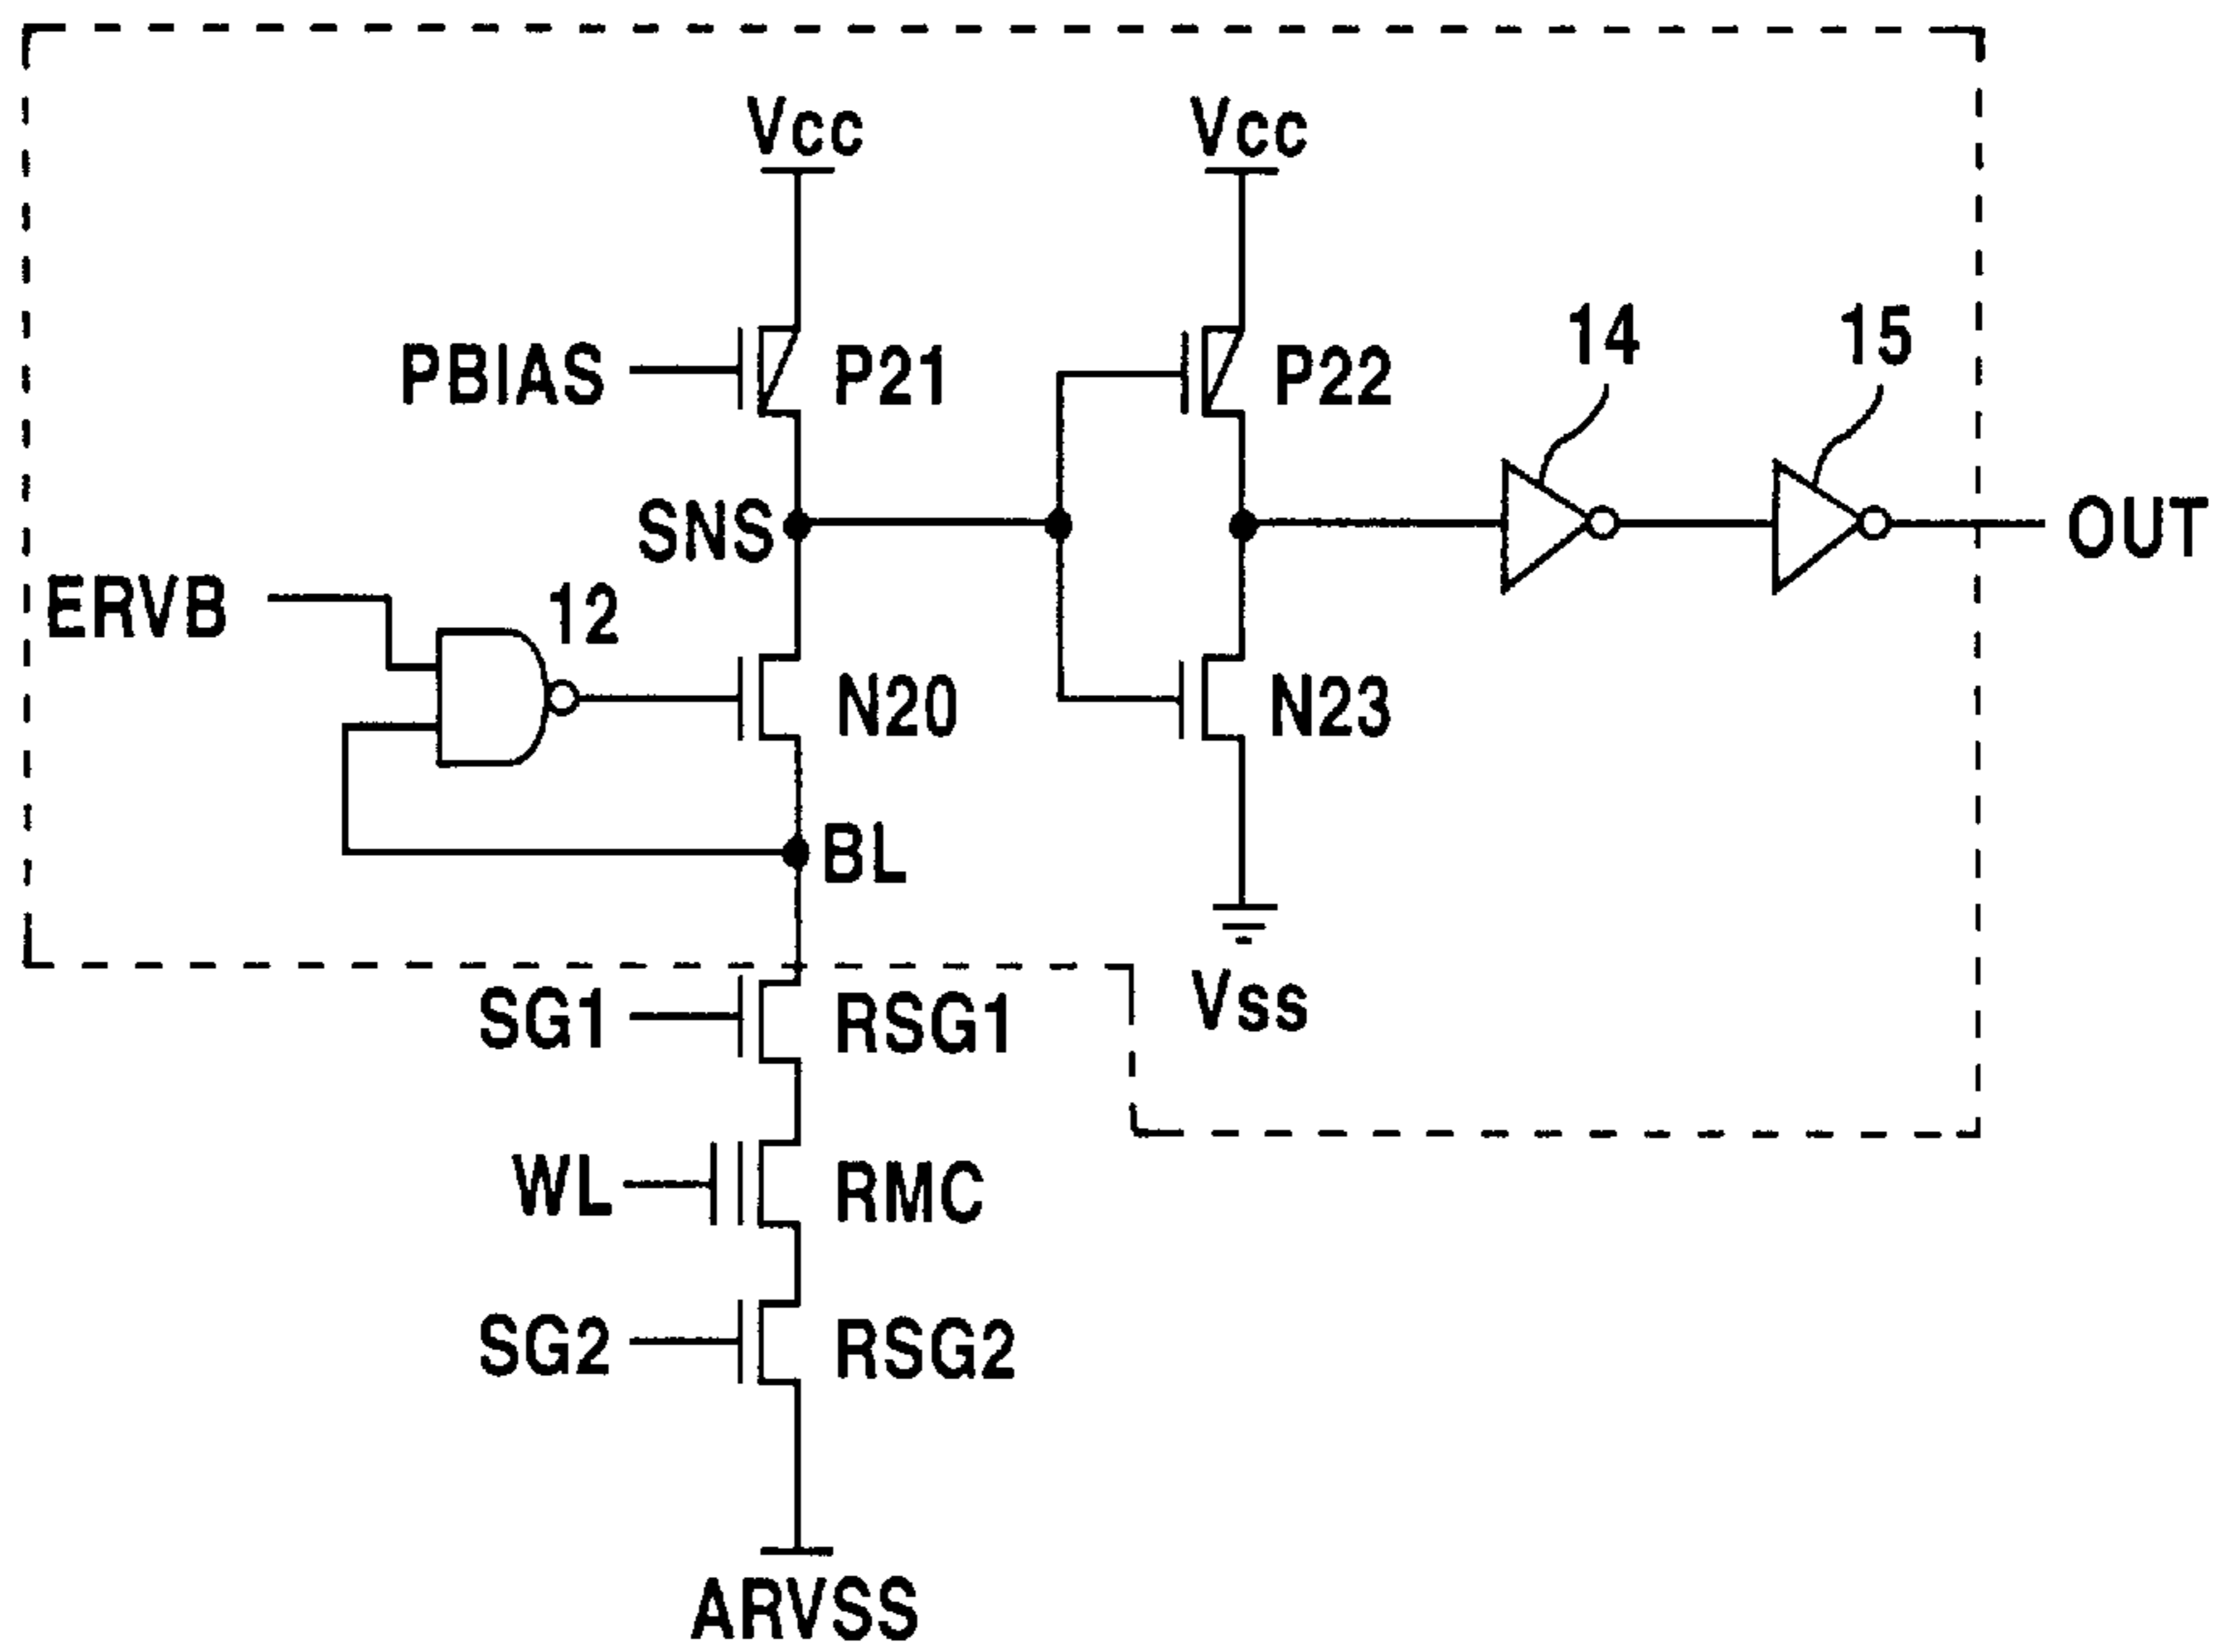 Vcc
Vcc
PBIAS
P21
P22
14
15
SNS
OUT
ERVB
12
N20
N23
BL
SG1
RSG1
Vss
WL
RMC
SG2
RSG2
ARVSS